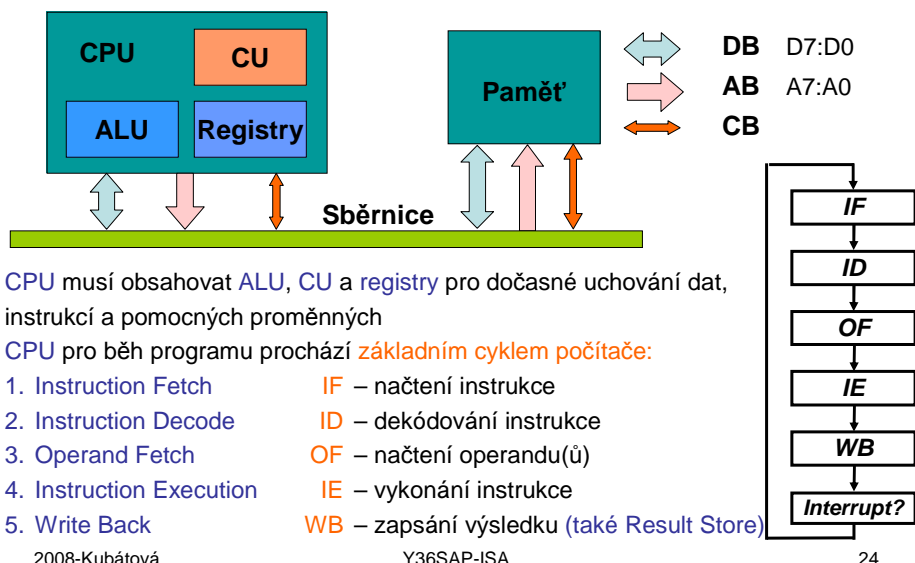 CPU
CU
ALU
Registry
Paměť
DB D7:D0
AB A7:A0
CB
Sběrnice
IF
ID
OF
IE
WB
Interrupt?
CPU musí obsahovat ALU, CU a registry pro dočasné uchování dat,
instrukcí a pomocných proměnných
CPU pro běh programu prochází základním cyklem počítače:
1. Instruction Fetch IF – načtení instrukce
2. Instruction Decode ID – dekódování instrukce
3. Operand Fetch OF – načtení operandu(ů)
4. Instruction Execution IE – vykonání instrukce
5. Write Back WB – zapsání výsledku (také Result Store)
2008-Kubátová Y36SAP-ISA 24